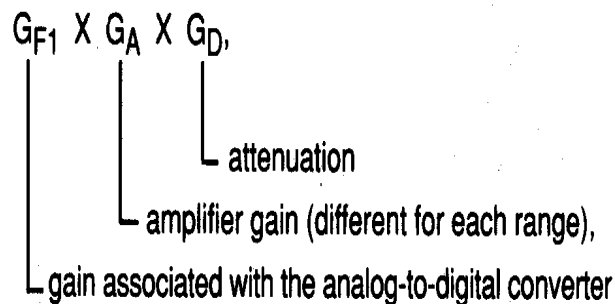 GF1 X GA X GD,
attenuation
amplifier gain (different for each range),
gain associated with the analog-to-digital converter